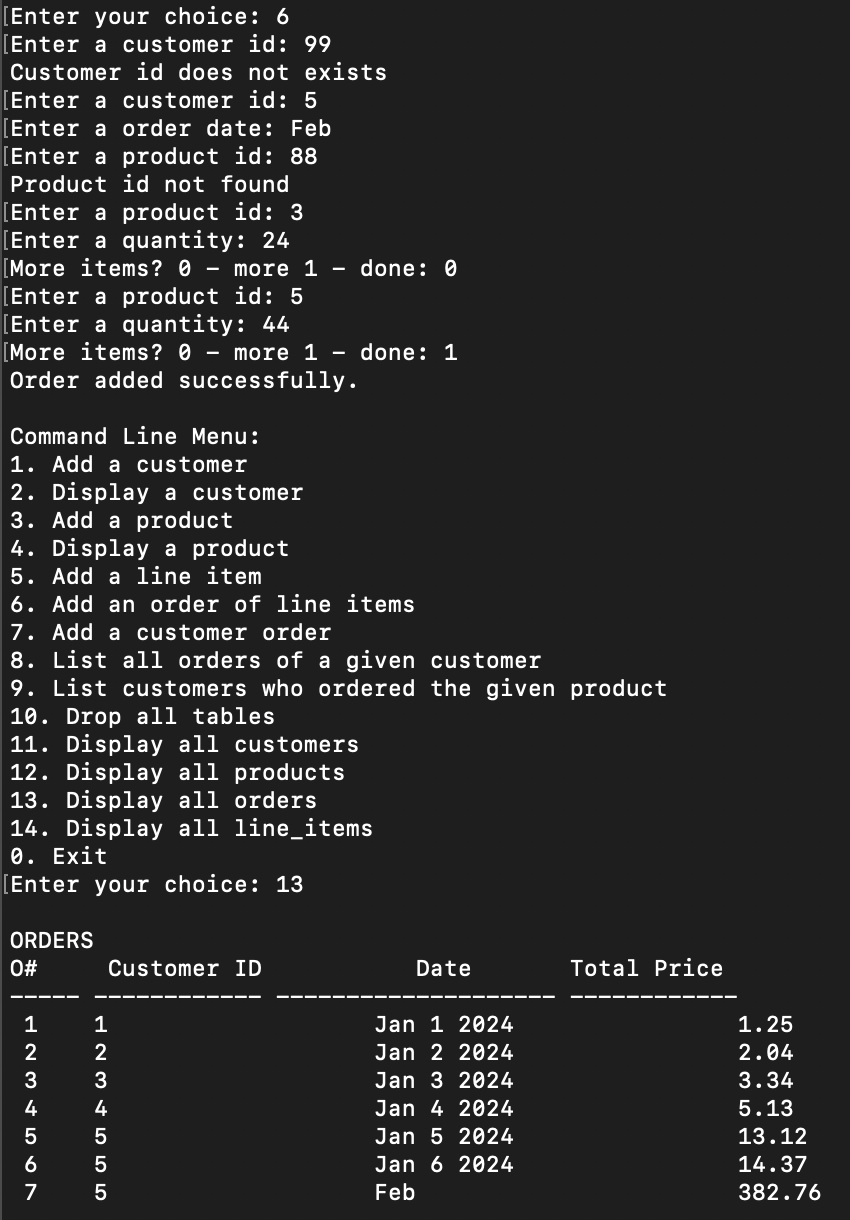 [Enter your choice: 6
[Enter a customer id: 99
Customer id does not exists
[Enter a customer id: 5
[Enter a order date: Feb
[Enter a product id: 88
Product id not found
[Enter a product id: 3
[Enter a quantity: 24
[More items? 0 – more 1 – done: 0
[Enter a product id: 5
[Enter a quantity: 44
[More items? 0 – more 1 – done: 1
Order added successfully.

Command Line Menu:
1. Add a customer
2. Display a customer
3. Add a product
4. Display a product
5. Add a line item
6. Add an order of line items
7. Add a customer order
8. List all orders of a given customer
9. List customers who ordered the given product
10. Drop all tables
11. Display all customers
12. Display all products
13. Display all orders
14. Display all line_items
0. Exit
[Enter your choice: 13

ORDERS
O#     Customer ID           Date       Total Price
————— ———————————— ———————————————————— ————————————
 1    1                   Jan 1 2024                1.25
 2    2                   Jan 2 2024                2.04
 3    3                   Jan 3 2024                3.34
 4    4                   Jan 4 2024                5.13
 5    5                   Jan 5 2024                13.12
 6    5                   Jan 6 2024                14.37
 7    5                   Feb                       382.76